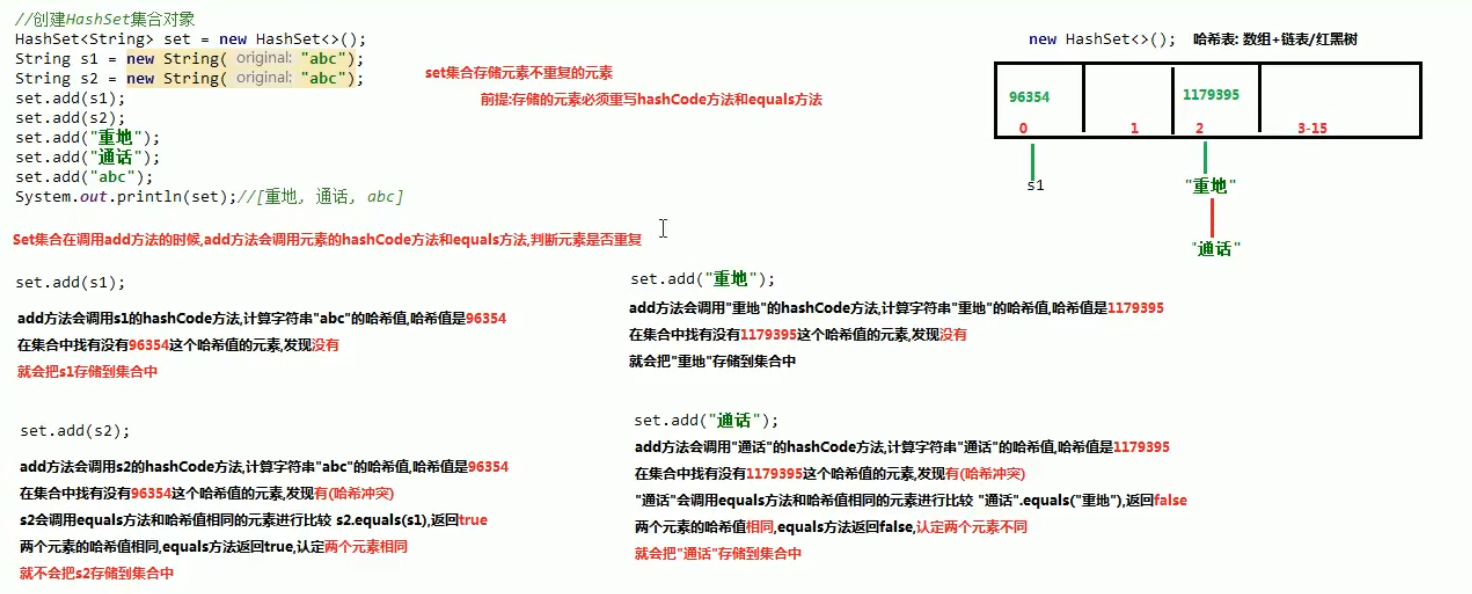 //创建HashSet集合对象
HashSet<String> set = new HashSet<>();
String s1 = new String( original: "abc");
String s2 = new String( original: "abc");
set.add(s1);
set.add(s2);
set.add("重地");
set.add("通话");
set.add("abc");
System.out.println(set);//[重地, 通话, abc]
set集合存储元素不重复的元素
前提:存储的元素必须重写hashCode方法和equals方法
new HashSet<>(); 哈希表: 数组+链表/红黑树
96354 1179395
0 1 2 3-15
s1 "重地"
"通话"
Set集合在调用add方法的时候,add方法会调用元素的hashCode方法和equals方法,判断元素是否重复
set.add(s1);
add方法会调用s1的hashCode方法,计算字符串"abc"的哈希值,哈希值是96354
在集合中找有没有96354这个哈希值的元素,发现没有
就会把s1存储到集合中
set.add(s2);
add方法会调用s2的hashCode方法,计算字符串"abc"的哈希值,哈希值是96354
在集合中找有没有96354这个哈希值的元素,发现有(哈希冲突)
s2会调用equals方法和哈希值相同的元素进行比较 s2.equals(s1),返回true
两个元素的哈希值相同,equals方法返回true,认定两个元素相同
就不会把s2存储到集合中
set.add("重地");
add方法会调用"重地"的hashCode方法,计算字符串"重地"的哈希值,哈希值是1179395
在集合中找有没有1179395这个哈希值的元素,发现没有
就会把"重地"存储到集合中
set.add("通话");
add方法会调用"通话"的hashCode方法,计算字符串"通话"的哈希值,哈希值是1179395
在集合中找有没有1179395这个哈希值的元素,发现有(哈希冲突)
"通话"会调用equals方法和哈希值相同的元素进行比较 "通话".equals("重地"),返回false
两个元素的哈希值相同,equals方法返回false,认定两个元素不同
就会把"通话"存储到集合中